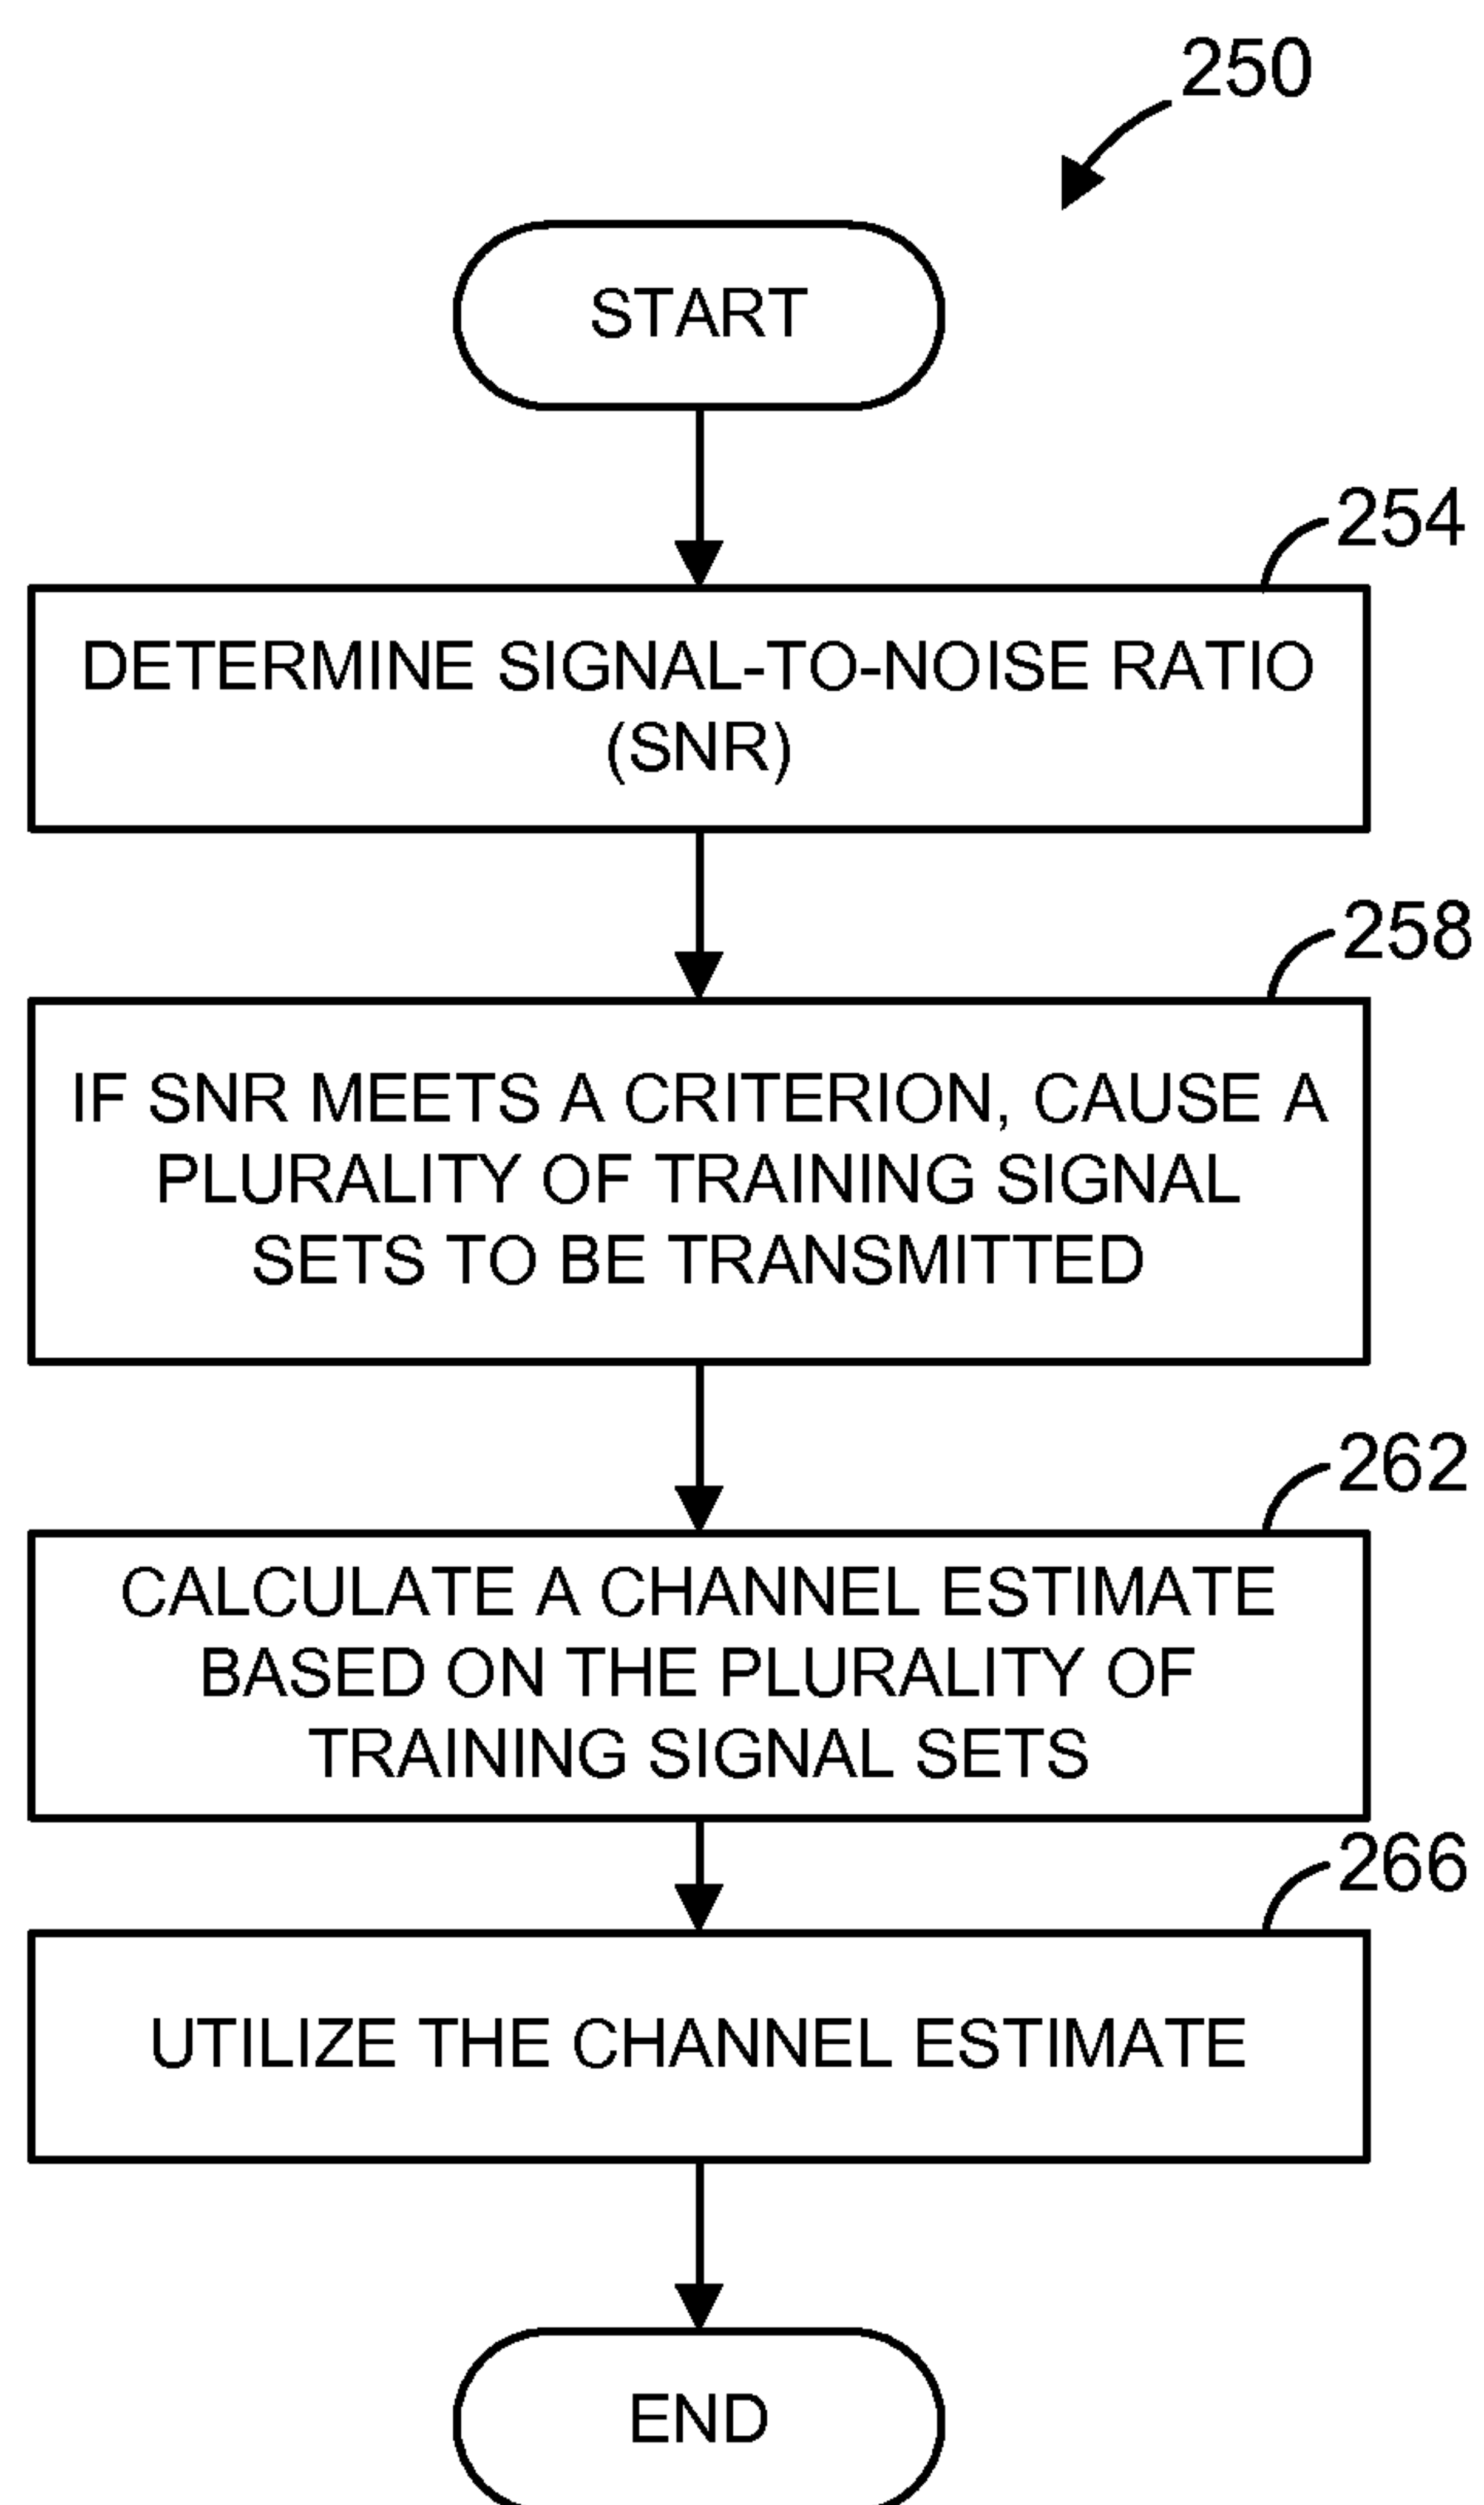 250
START
254
DETERMINE SIGNAL-TO-NOISE RATIO
(SNR)
258
IF SNR MEETS A CRITERION, CAUSE A
PLURALITY OF TRAINING SIGNAL
SETS TO BE TRANSMITTED
262
CALCULATE A CHANNEL ESTIMATE
BASED ON THE PLURALITY OF
TRAINING SIGNAL SETS
266
UTILIZE THE CHANNEL ESTIMATE
END